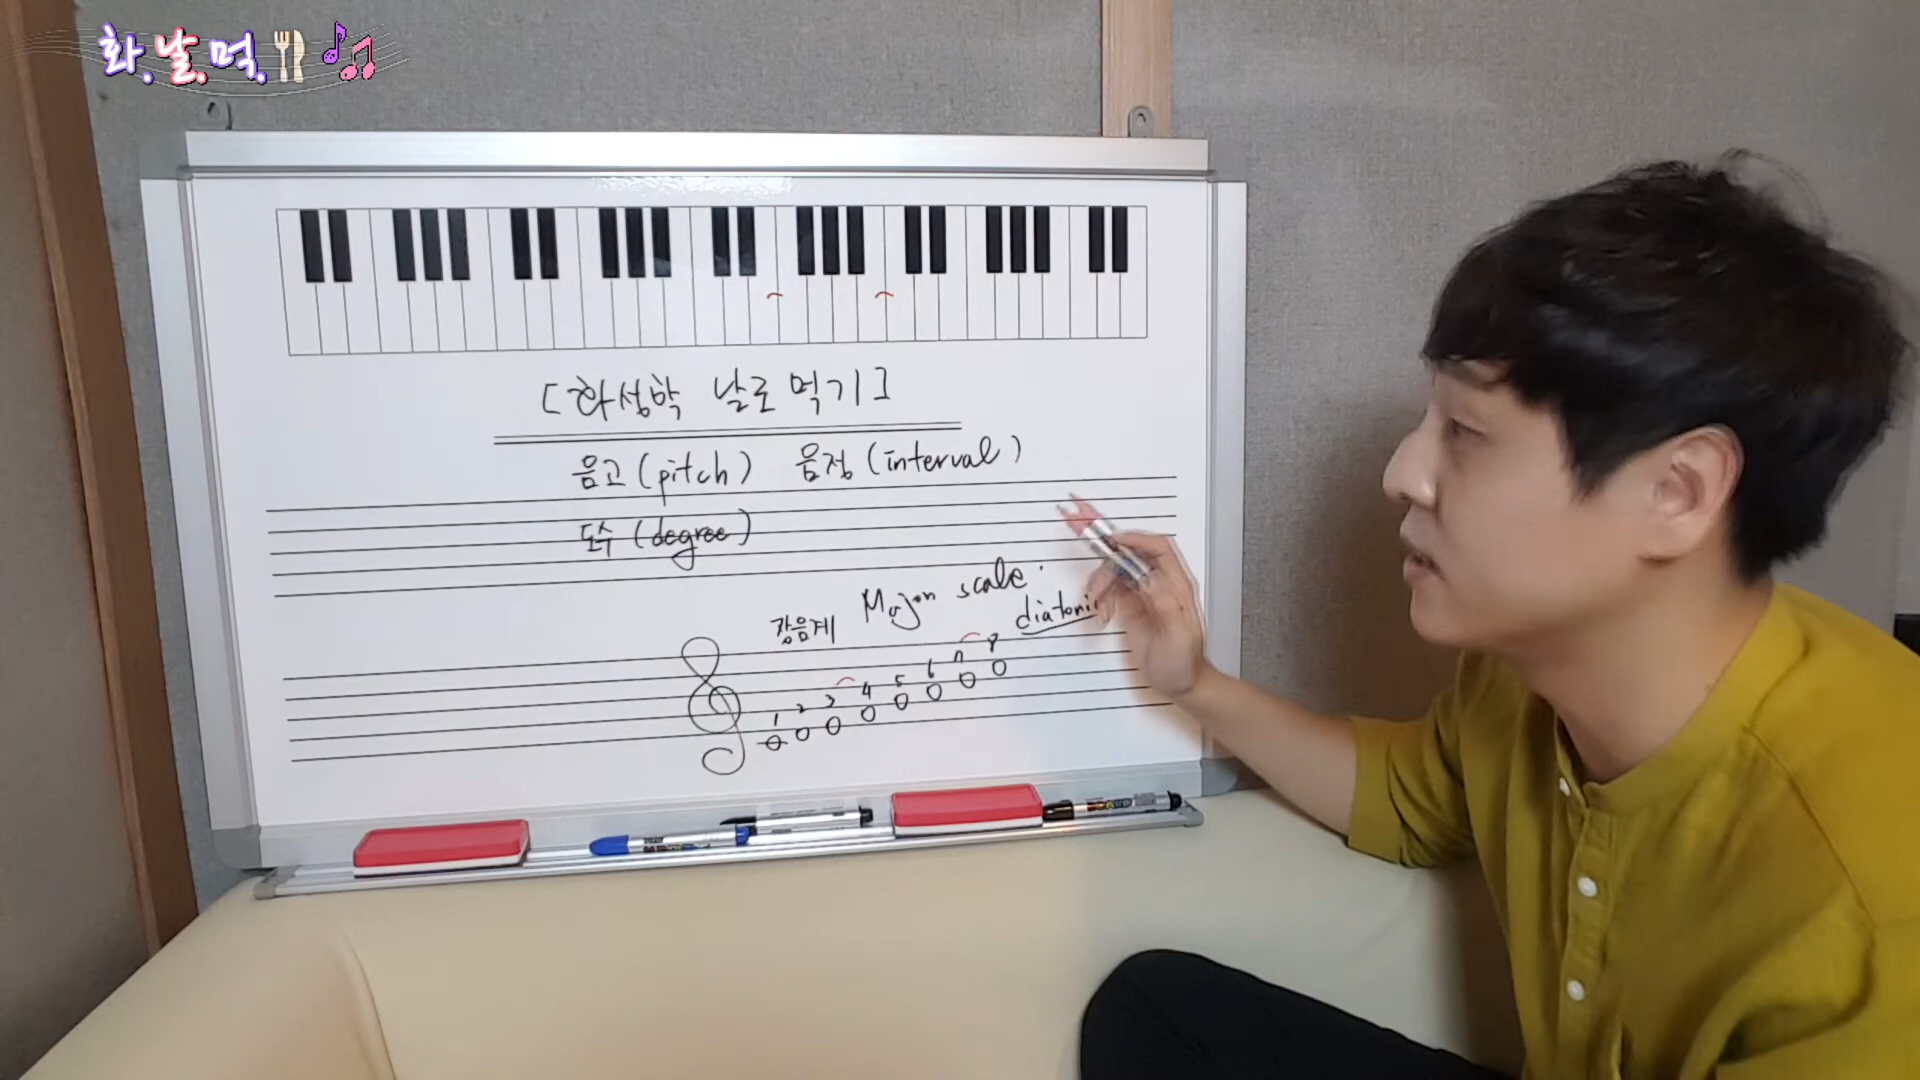 화.날.먹.
[화성학 날로 먹기]
음고 (pitch) 음정 (interval)
도수 (degree)
장음계 Major scale.
diatonic
1 2 3 4 5 6 7 8